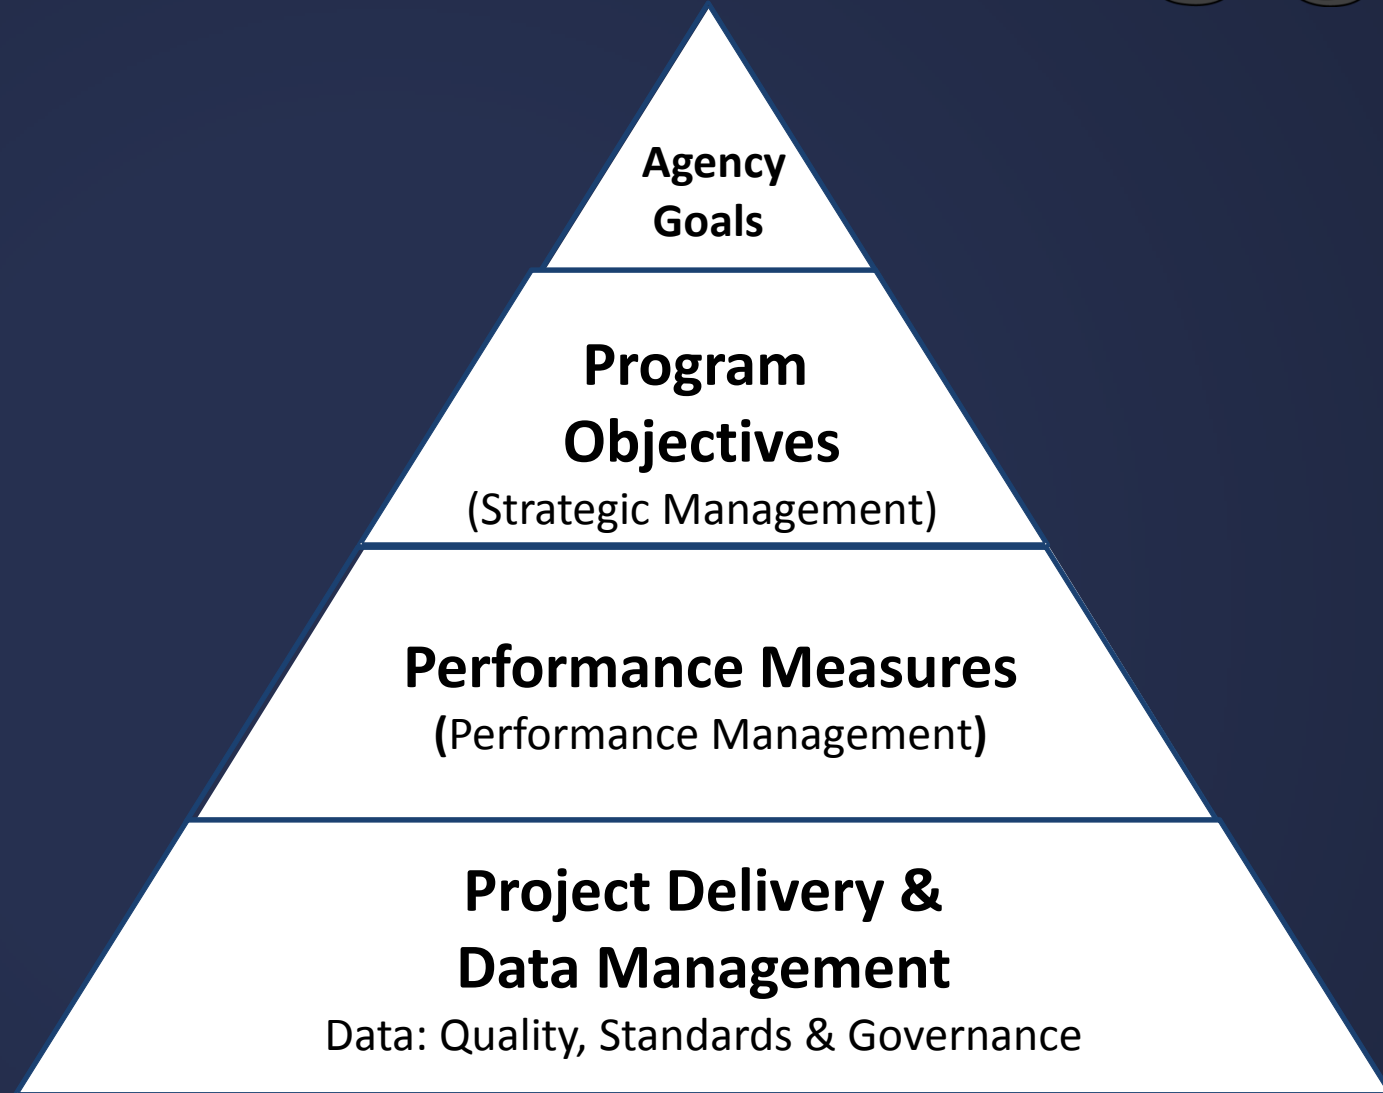 Agency
Goals
Program
Objectives
(Strategic Management)
Performance Measures
(Performance Management)
Project Delivery &
Data Management
Data: Quality, Standards & Governance